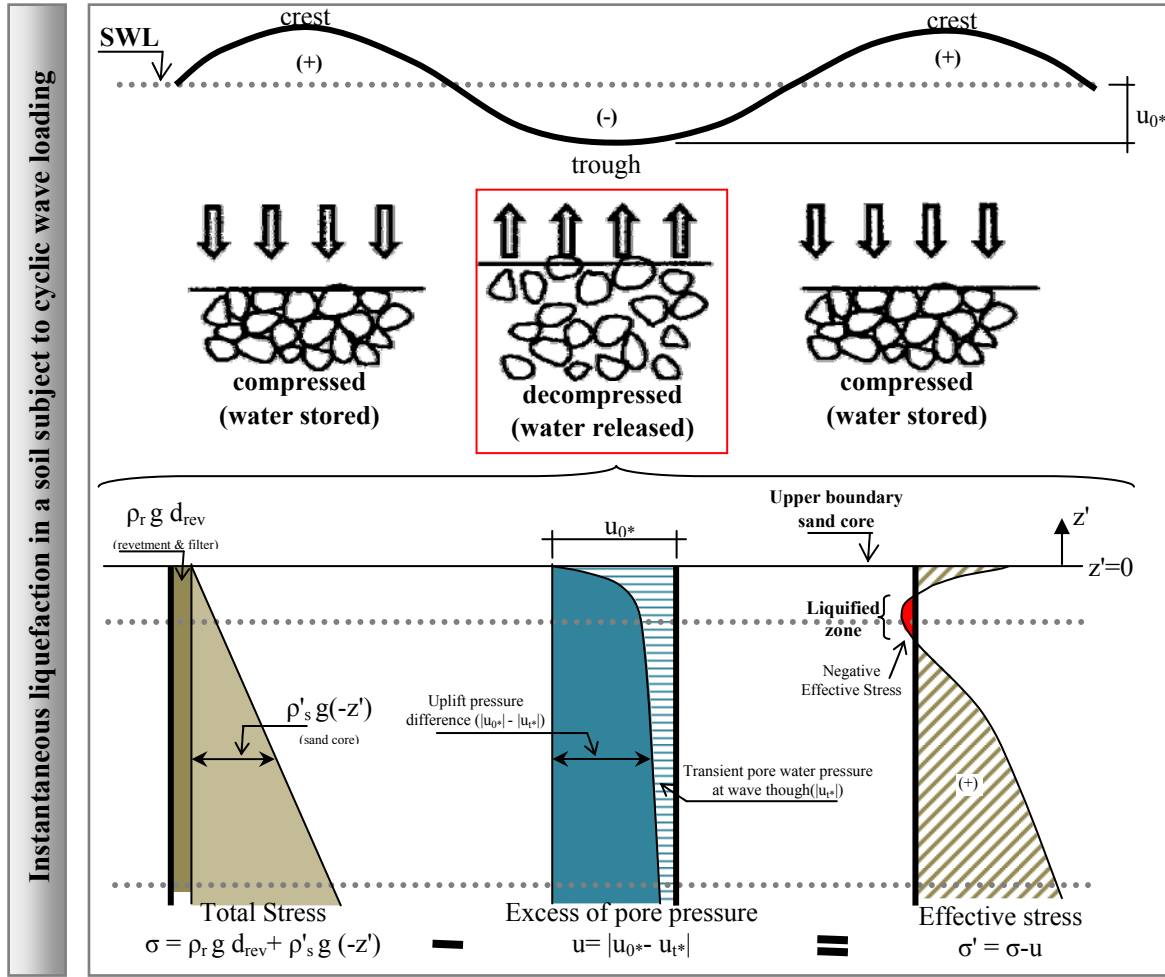 Instantaneous liquefaction in a soil subject to cyclic wave loading
crest
crest
SWL
(+)
(+)
(-)
u0*
trough
compressed
(water stored)
decompressed
(water released)
compressed
(water stored)
ρr g drev
(revetment & filter)
u0*
Upper boundary
sand core
z'
z'=0
Liquified
zone
Negative
Effective Stress
Uplift pressure
difference (|u0*| - |ut*|)
ρ's g(-z')
(sand core)
Transient pore water pressure
at wave though(|ut*|)
(+)
Total Stress
σ = ρr g drev+ ρ's g (-z')
-
Excess of pore pressure
u= |u0*- ut*|
=
Effective stress
σ' = σ-u